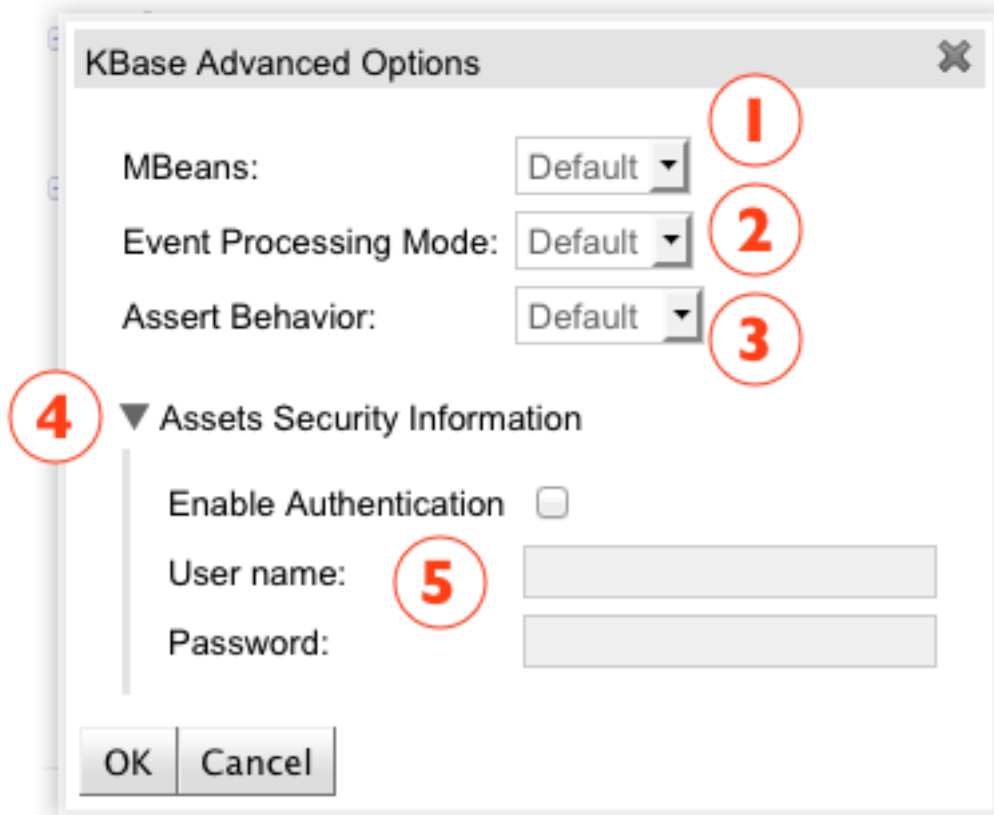 KBase Advanced Options
1
MBeans: Default
2
Event Processing Mode: Default
Assert Behavior: Default
3
4
Assets Security Information
Enable Authentication
User name:
5
Password:
OK Cancel